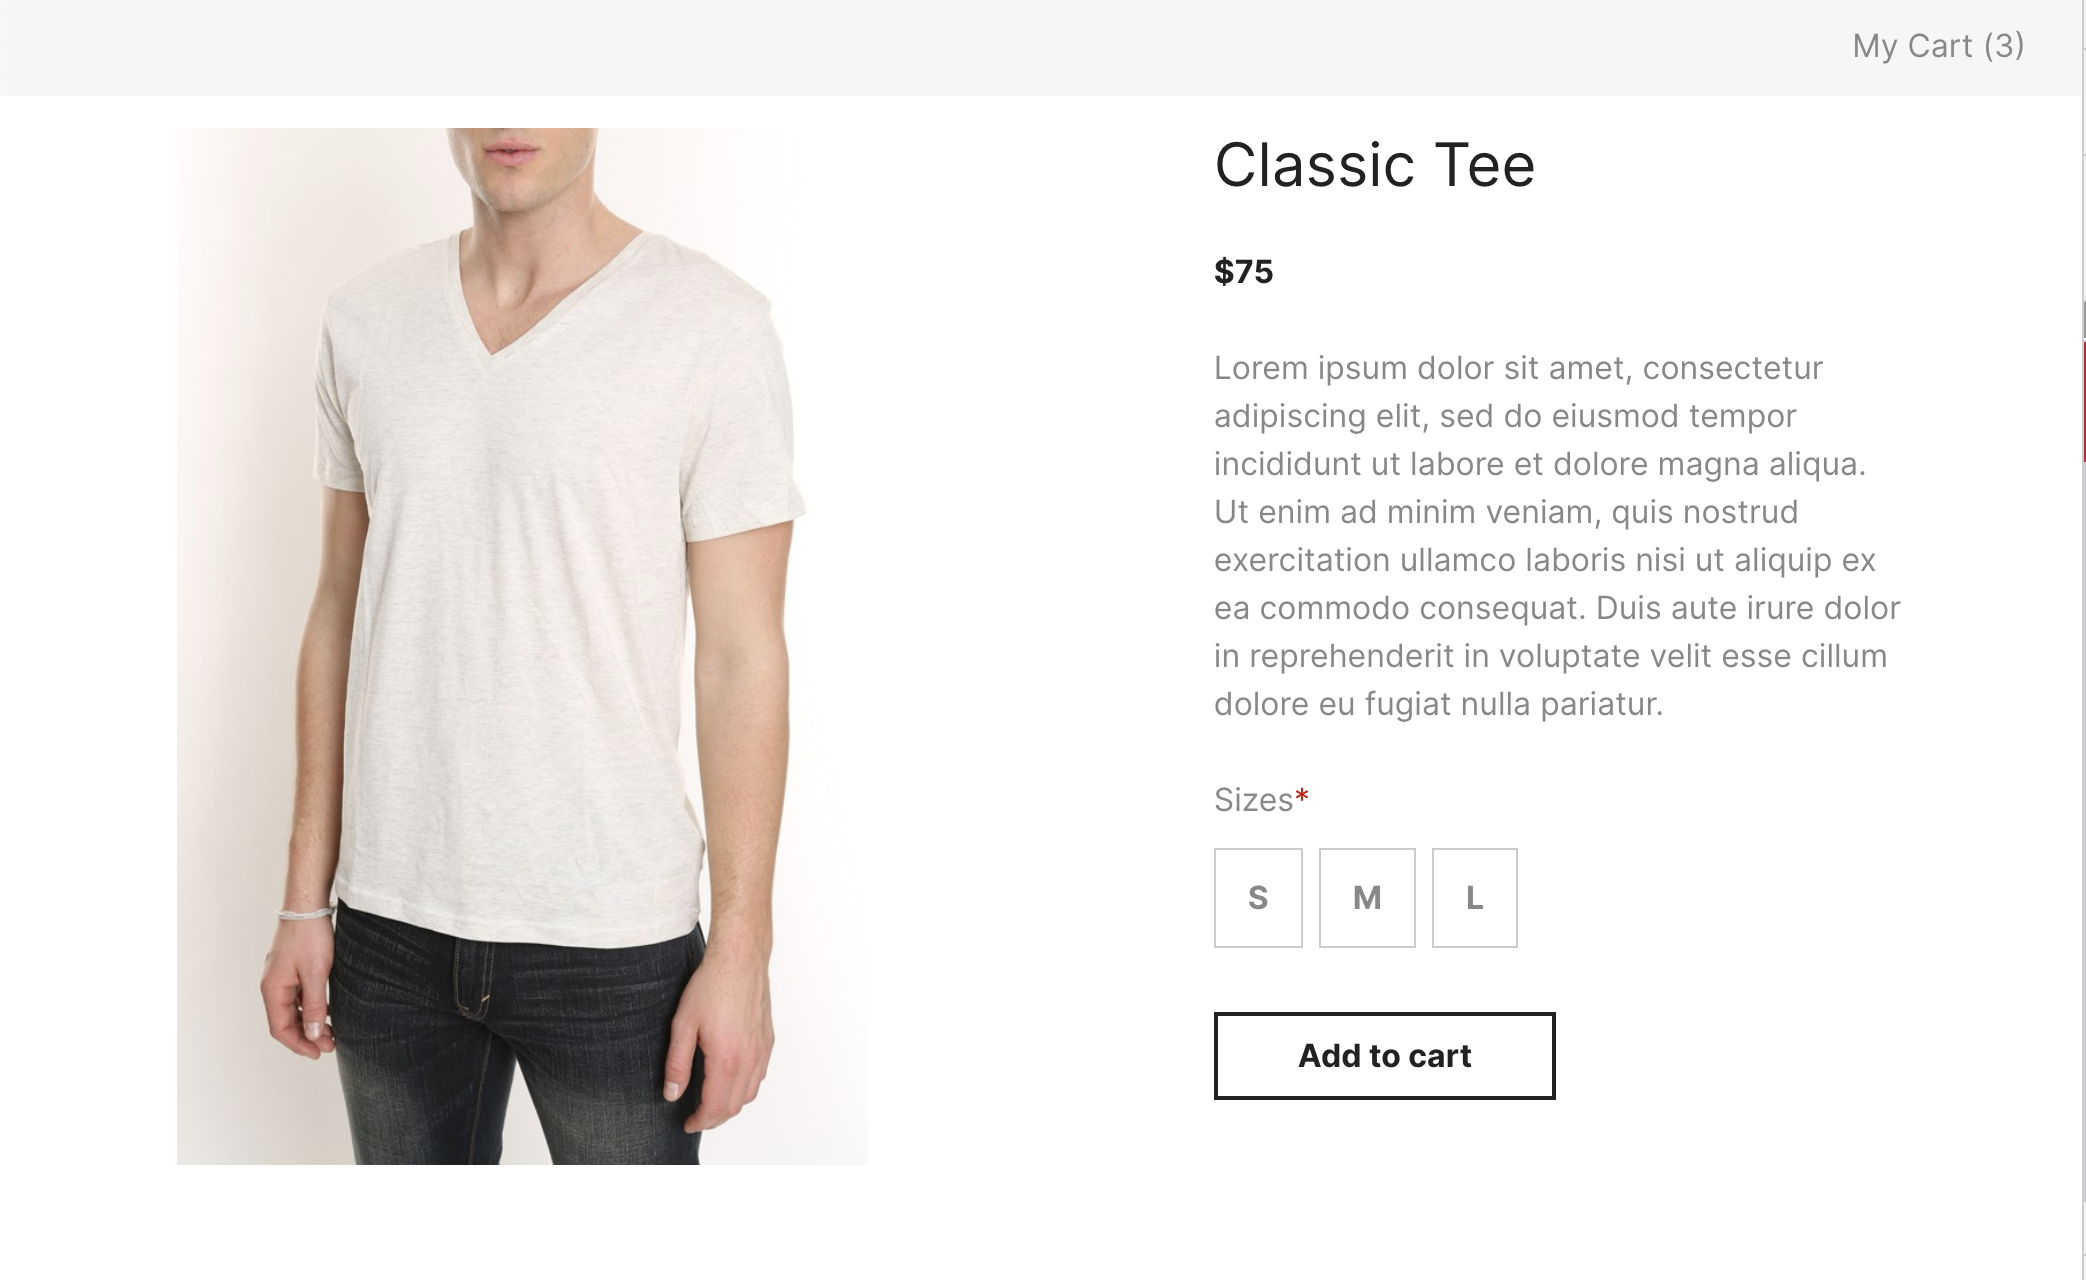 My Cart (3)
Classic Tee
$75
Lorem ipsum dolor sit amet, consectetur
adipiscing elit, sed do eiusmod tempor
incididunt ut labore et dolore magna aliqua.
Ut enim ad minim veniam, quis nostrud
exercitation ullamco laboris nisi ut aliquip ex
ea commodo consequat. Duis aute irure dolor
in reprehenderit in voluptate velit esse cillum
dolore eu fugiat nulla pariatur.
Sizes*
S M L
Add to cart